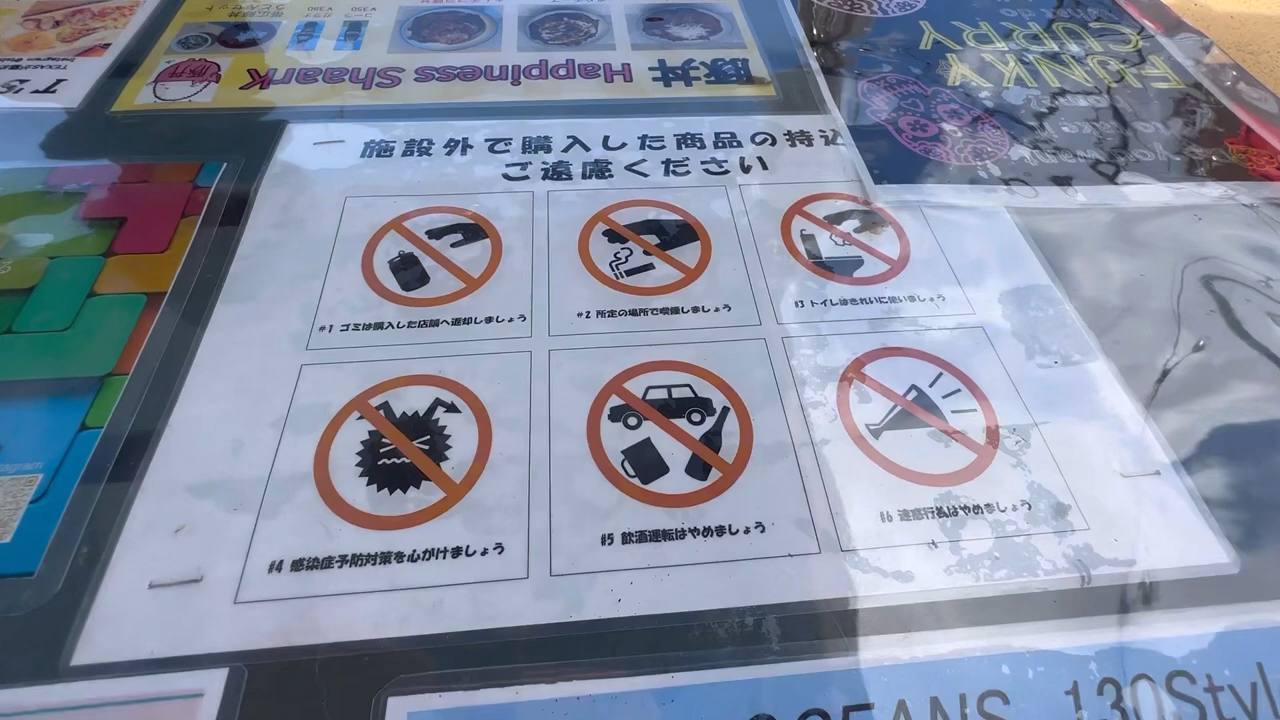 豚丼 Happiness Shaark
¥350
¥380
FUNKY
CURRY
施設外で購入した商品の持込
ご遠慮ください
#1 ゴミは購入した店舗へ返却しましょう
#2 所定の場所で喫煙しましょう
#3 トイレはきれいに使いましょう
#4 感染症予防対策を心がけましょう
#5 飲酒運転はやめましょう
#6 迷惑行為はやめましょう
OCEANS 130Styl